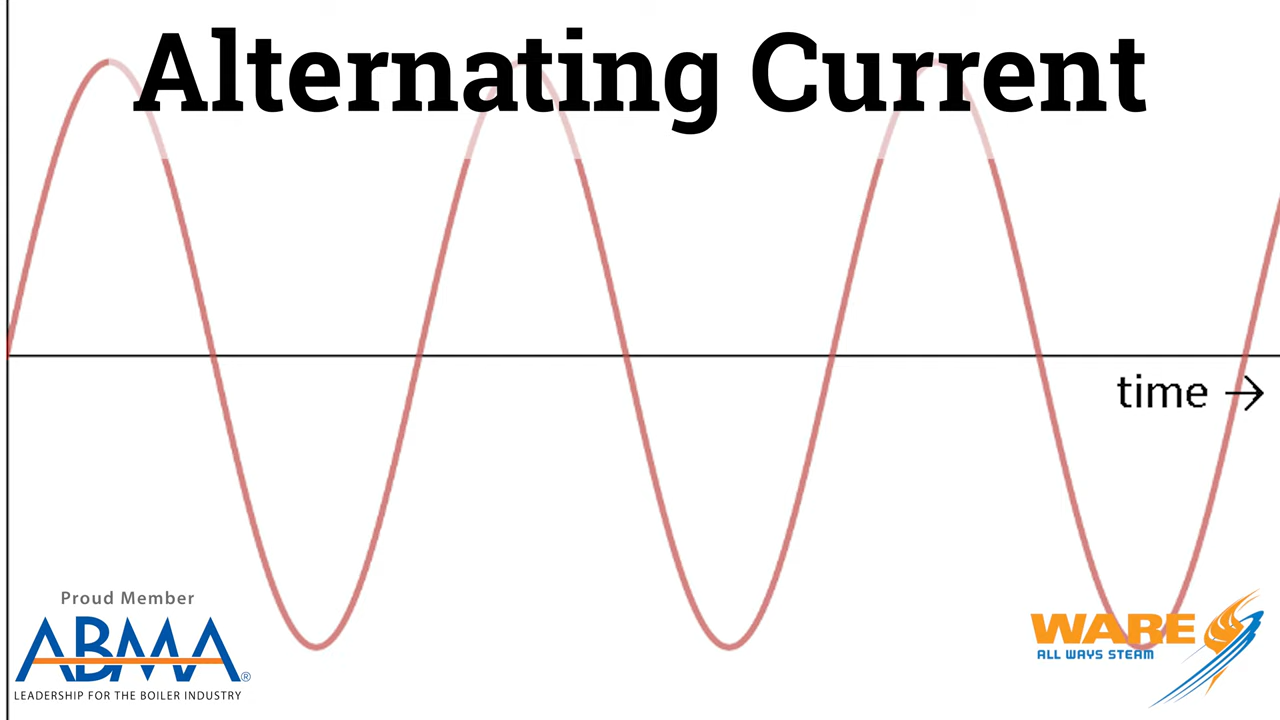 Alternating Current
time →
Proud Member
ABMA®
LEADERSHIP FOR THE BOILER INDUSTRY
WARE
ALL WAYS STEAM